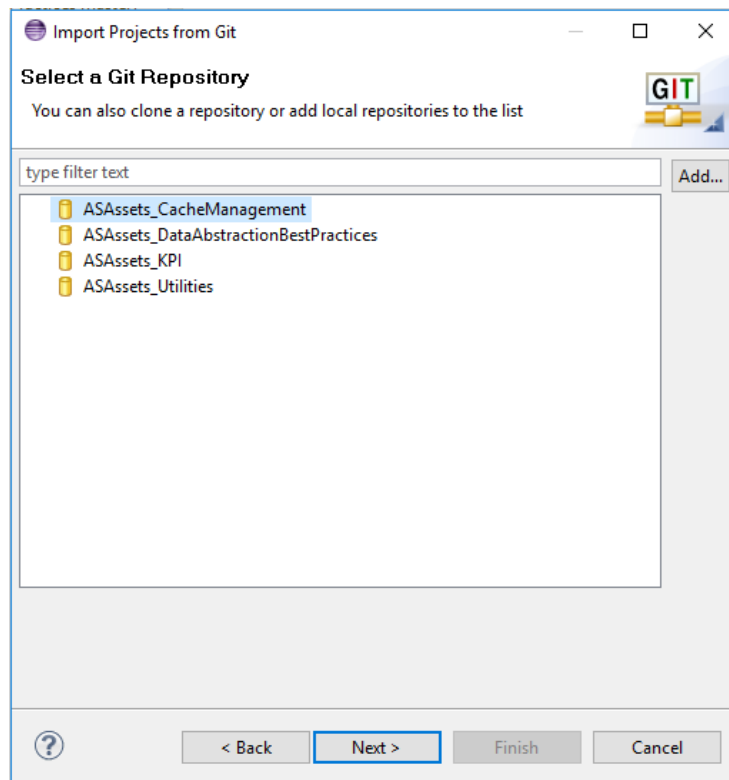 Import Projects from Git
Select a Git Repository
You can also clone a repository or add local repositories to the list
GIT
type filter text
Add...
ASAssets_CacheManagement
ASAssets_DataAbstractionBestPractices
ASAssets_KPI
ASAssets_Utilities
?
< Back
Next >
Finish
Cancel